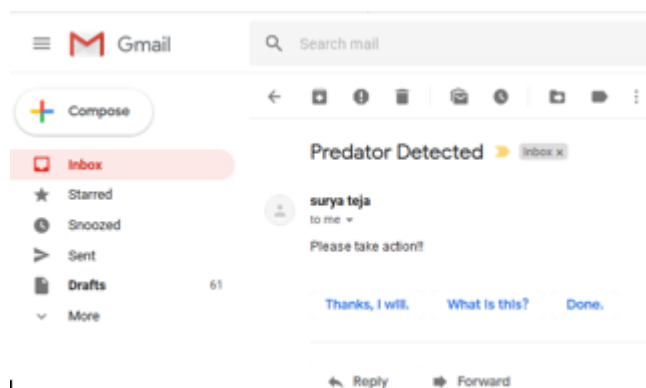 Gmail
Search mail
Compose
Inbox
Starred
Snoozed
Sent
Drafts 61
More
Predator Detected Inbox x
surya teja
to me
Please take action!!
Thanks, I will. What is this? Done.
Reply Forward